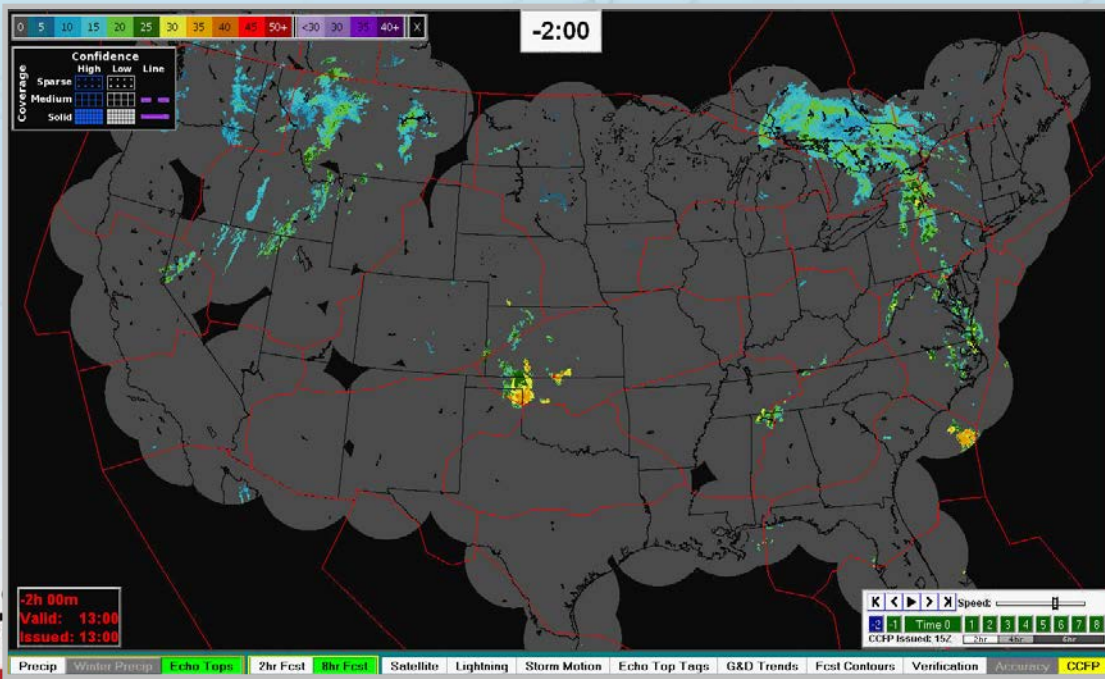 0 5 10 15 20 25 30 35 40 45 50+ <30 30 35 40+ X
-2:00
Confidence
High Low Line
Coverage
Sparse
Medium
Solid
-2h 00m
Valid: 13:00
Issued: 13:00
K < > > Speed:
-2 -1 Time 0 1 2 3 4 5 6 7 8
CCFP Issued: 15Z 2hr 4hr 6hr
Precip Winter Precip Echo Tops 2hr Fcst 8hr Fcst Satellite Lightning Storm Motion Echo Top Tags G&D Trends Fcst Contours Verification Accuracy CCFP